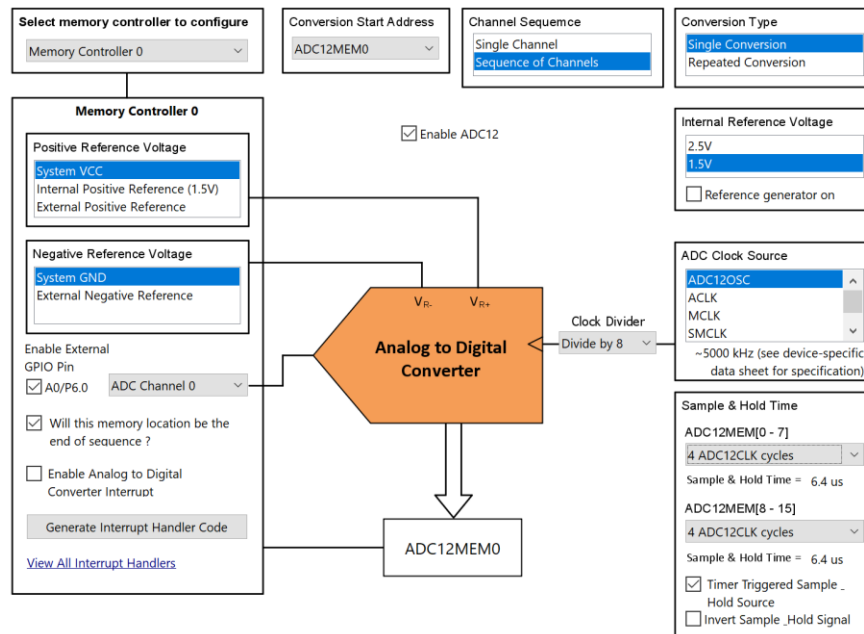 Select memory controller to configure
Memory Controller 0
Conversion Start Address
ADC12MEM0
Channel Sequemce
Single Channel
Sequence of Channels
Conversion Type
Single Conversion
Repeated Conversion
Memory Controller 0
Enable ADC12
Positive Reference Voltage
System VCC
Internal Positive Reference (1.5V)
External Positive Reference
Internal Reference Voltage
2.5V
1.5V
Reference generator on
Negative Reference Voltage
System GND
External Negative Reference
ADC Clock Source
ADC12OSC
ACLK
MCLK
SMCLK
~5000 kHz (see device-specific
data sheet for specification)
VR- VR+
Analog to Digital
Converter
Clock Divider
Divide by 8
Enable External
GPIO Pin
A0/P6.0
ADC Channel 0
Will this memory location be the
end of sequence ?
Enable Analog to Digital
Converter Interrupt
Generate Interrupt Handler Code
View All Interrupt Handlers
ADC12MEM0
Sample & Hold Time
ADC12MEM[0 - 7]
4 ADC12CLK cycles
Sample & Hold Time = 6.4 us
ADC12MEM[8 - 15]
4 ADC12CLK cycles
Sample & Hold Time = 6.4 us
Timer Triggered Sample _
Hold Source
Invert Sample _Hold Signal